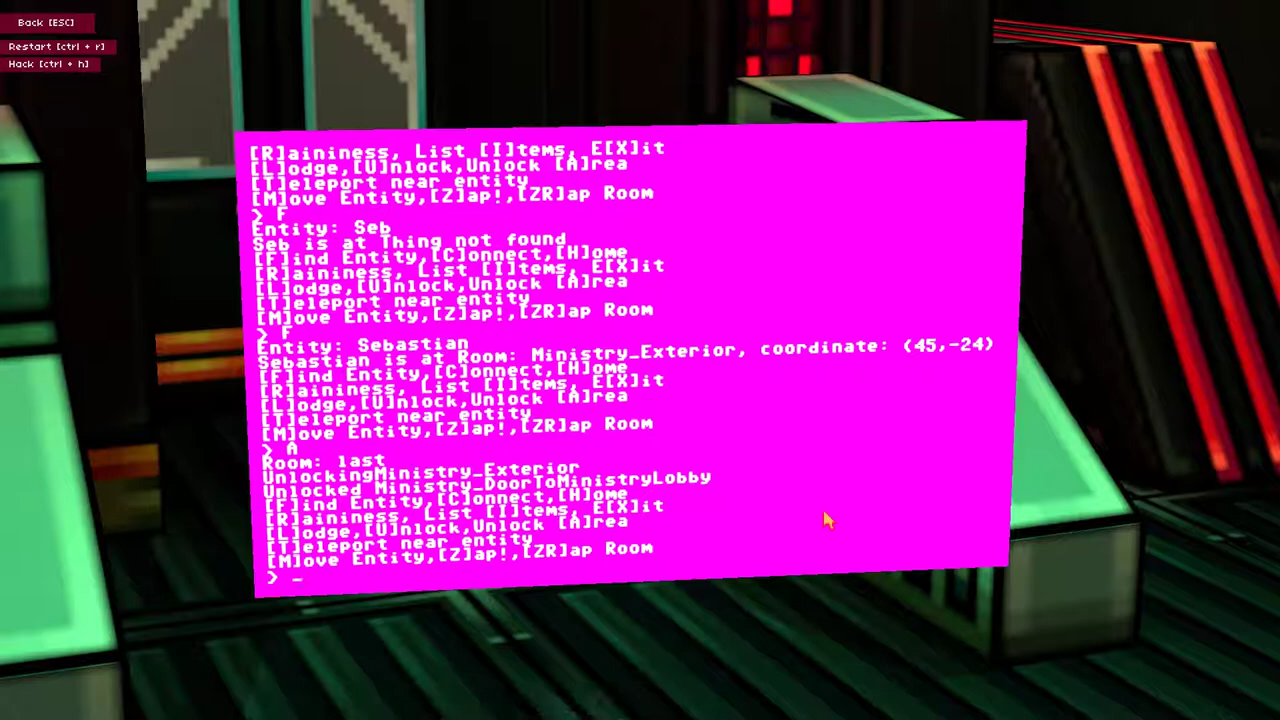 Back [ESC]
Restart [ctrl + r]
Hack [ctrl + h]
[R]aininess, List [I]tems, E[X]it
[L]odge,[U]nlock,Unlock [A]rea
[T]eleport near entity
[M]ove Entity,[Z]ap!,[ZR]ap Room
> F
Entity: Seb
Seb is at Thing not found
[F]ind Entity,[C]onnect,[H]ome
[R]aininess, List [I]tems, E[X]it
[L]odge,[U]nlock,Unlock [A]rea
[T]eleport near entity
[M]ove Entity,[Z]ap!,[ZR]ap Room
> F
Entity: Sebastian
Sebastian is at Room: Ministry_Exterior, coordinate: (45,-24)
[F]ind Entity,[C]onnect,[H]ome
[R]aininess, List [I]tems, E[X]it
[L]odge,[U]nlock,Unlock [A]rea
[T]eleport near entity
[M]ove Entity,[Z]ap!,[ZR]ap Room
> A
Room: last
UnlockingMinistry_Exterior
Unlocked Ministry_DoorToMinistryLobby
[F]ind Entity,[C]onnect,[H]ome
[R]aininess, List [I]tems, E[X]it
[L]odge,[U]nlock,Unlock [A]rea
[T]eleport near entity
[M]ove Entity,[Z]ap!,[ZR]ap Room
> _